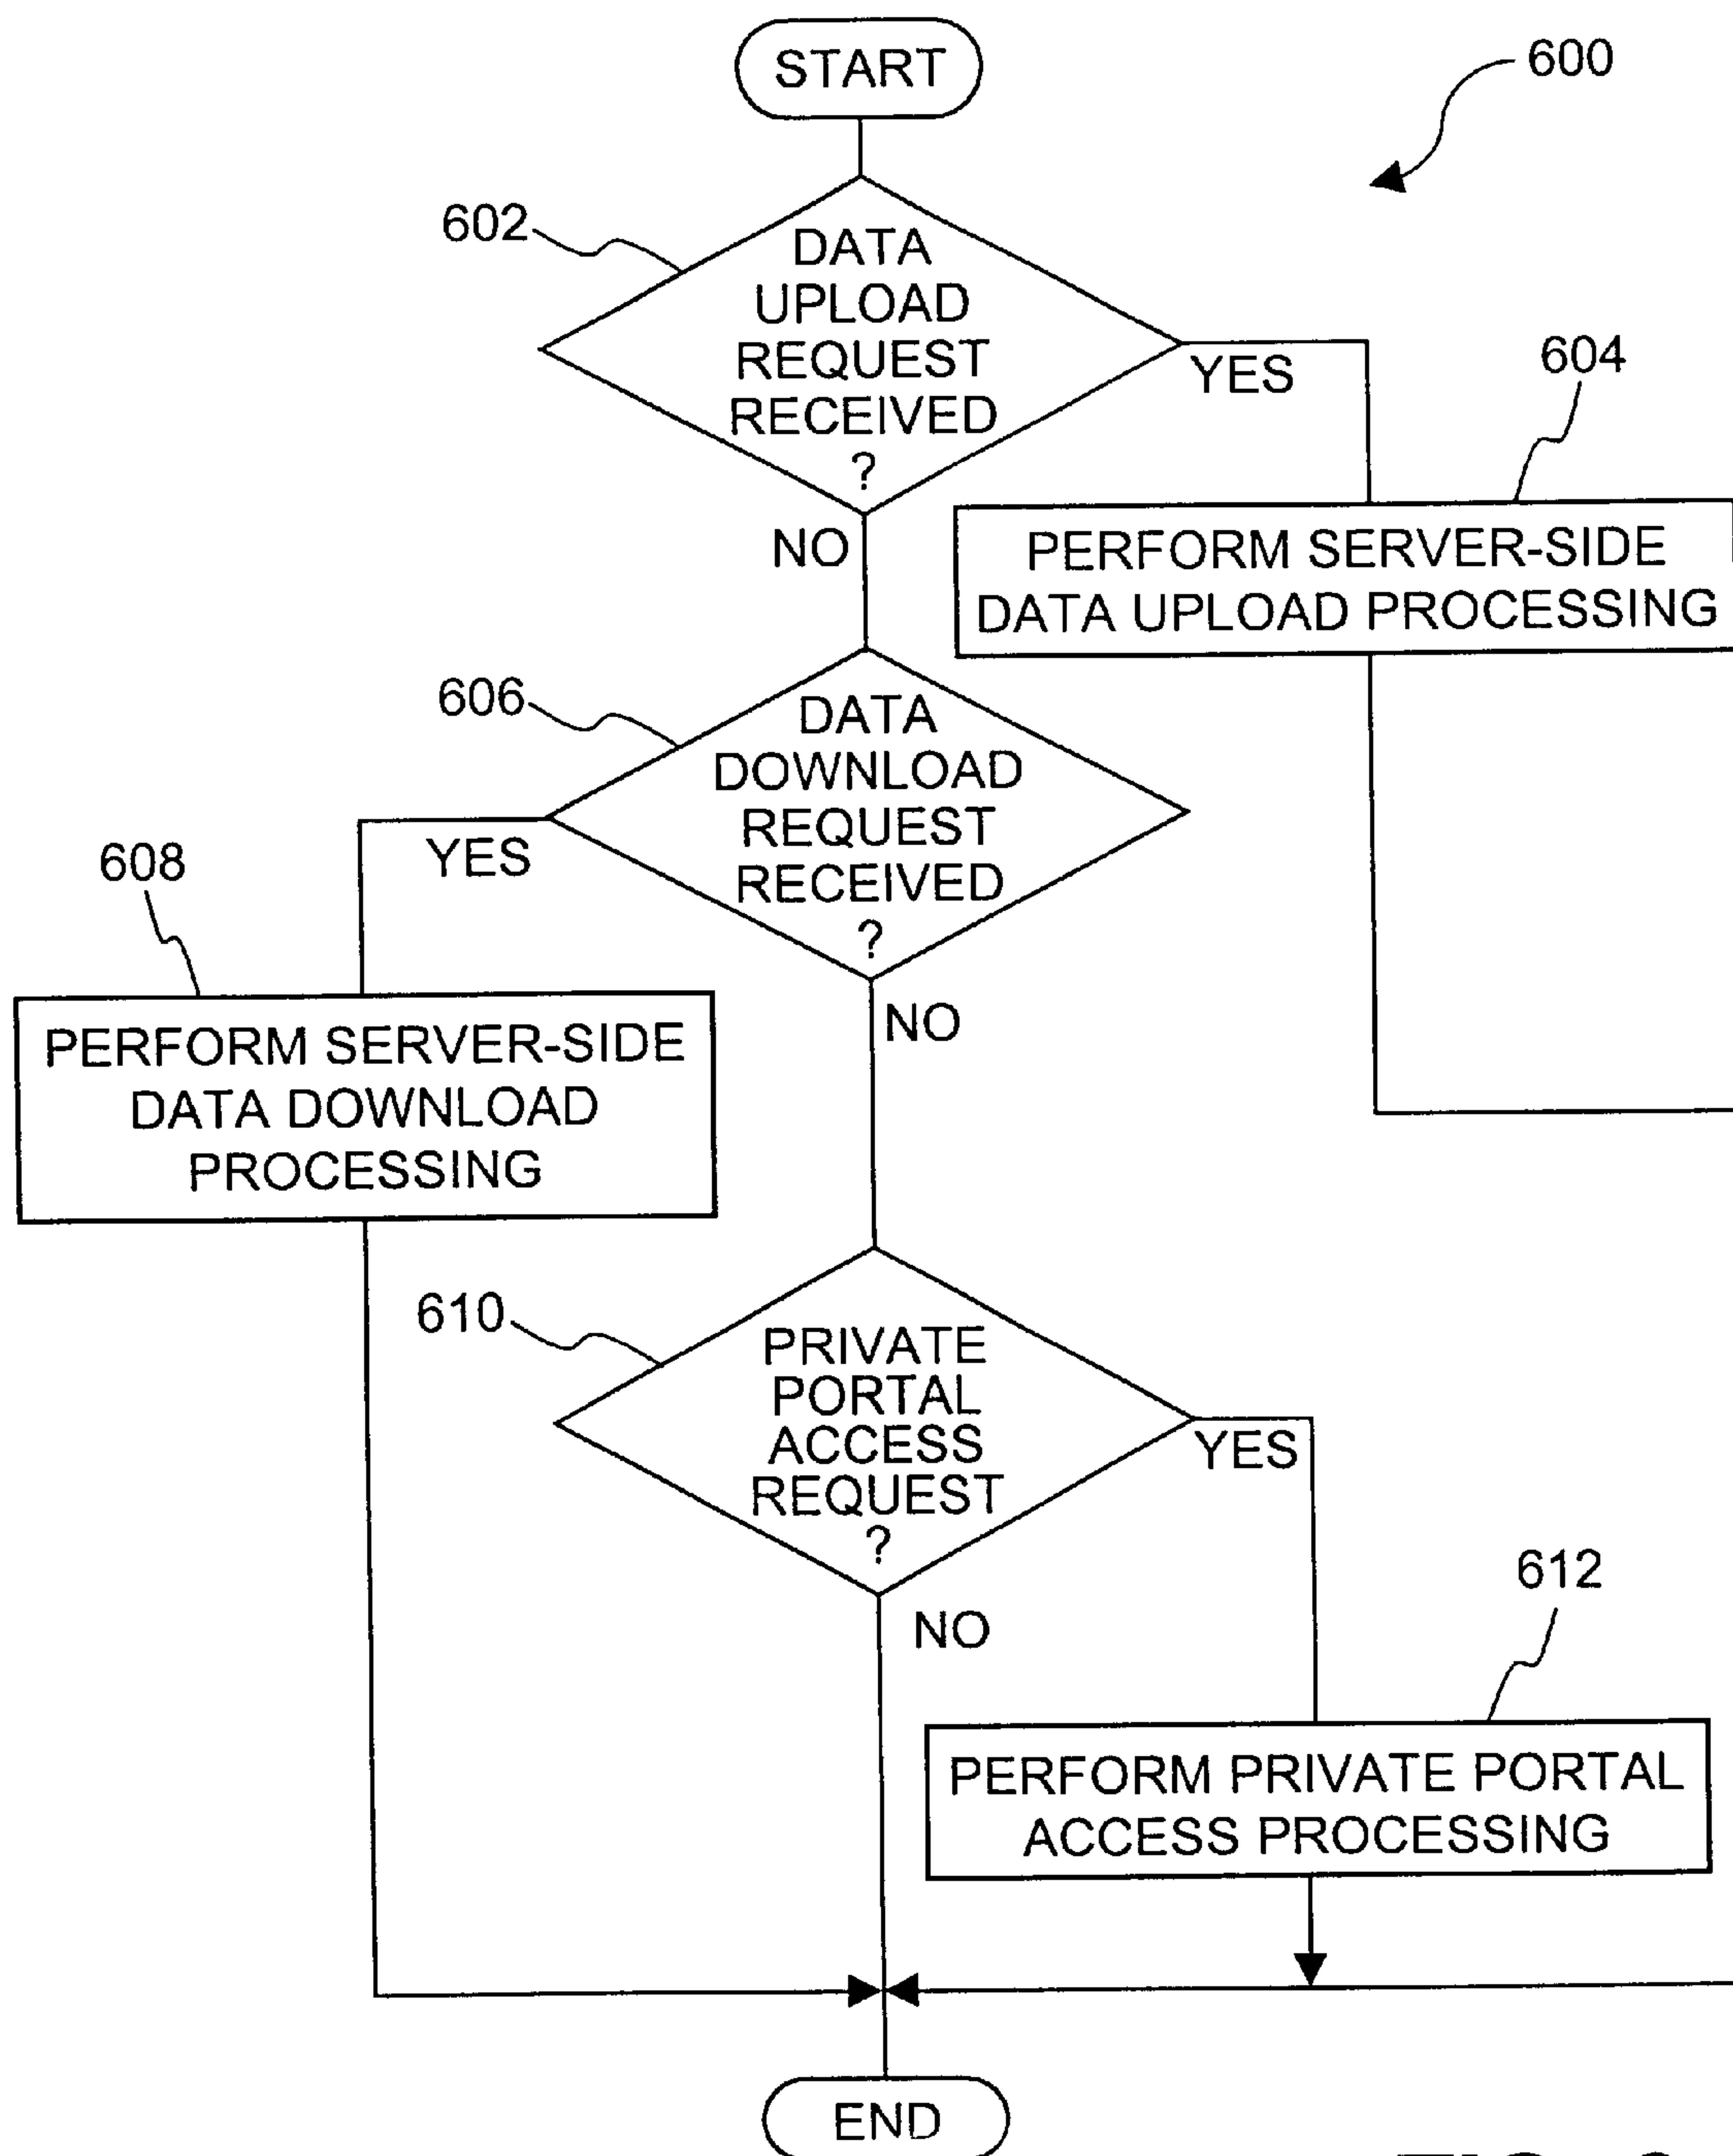 START
600
602
DATA
UPLOAD
REQUEST
RECEIVED
?
YES
604
NO
PERFORM SERVER-SIDE
DATA UPLOAD PROCESSING
606
DATA
DOWNLOAD
REQUEST
RECEIVED
?
YES
608
NO
PERFORM SERVER-SIDE
DATA DOWNLOAD
PROCESSING
610
PRIVATE
PORTAL
ACCESS
REQUEST
?
YES
612
NO
PERFORM PRIVATE PORTAL
ACCESS PROCESSING
END